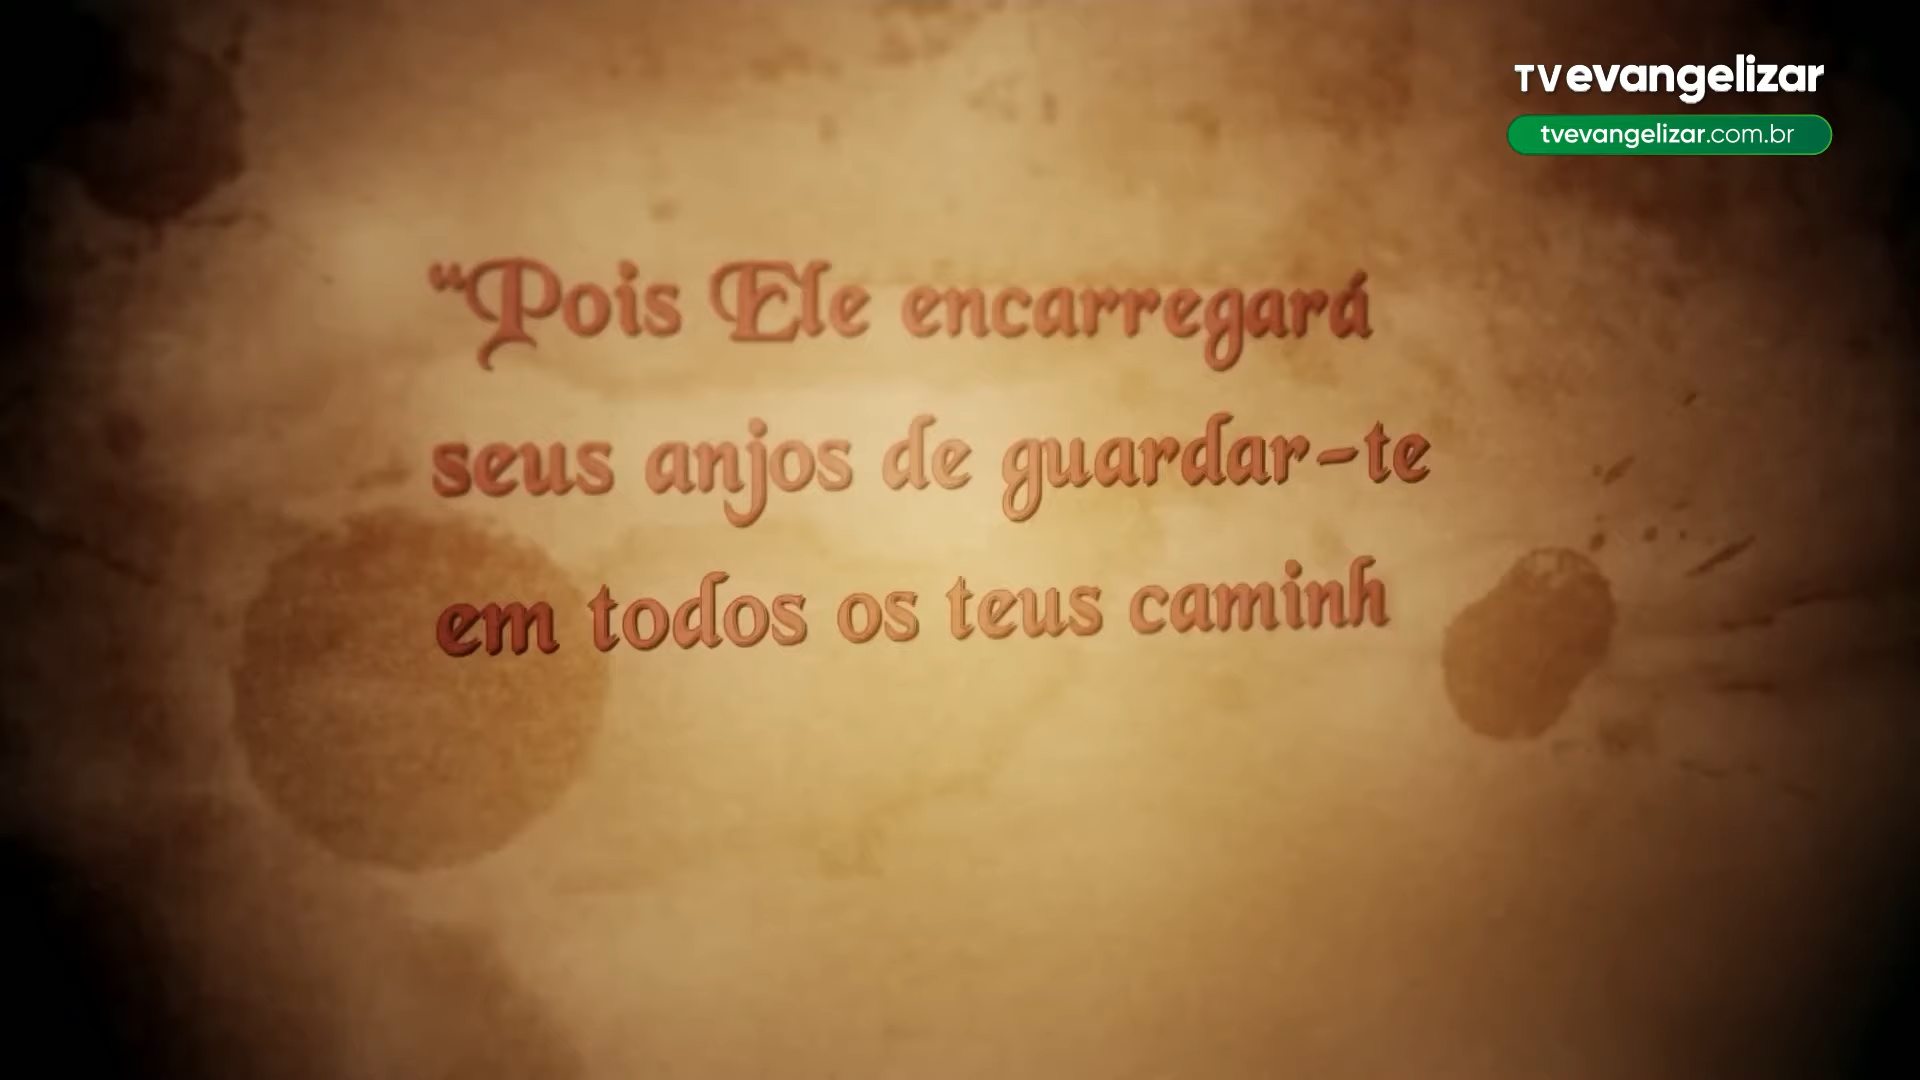 TVevangelizar
tvevangelizar.com.br
“Pois Ele encarregará
seus anjos de guardar-te
em todos os teus caminh